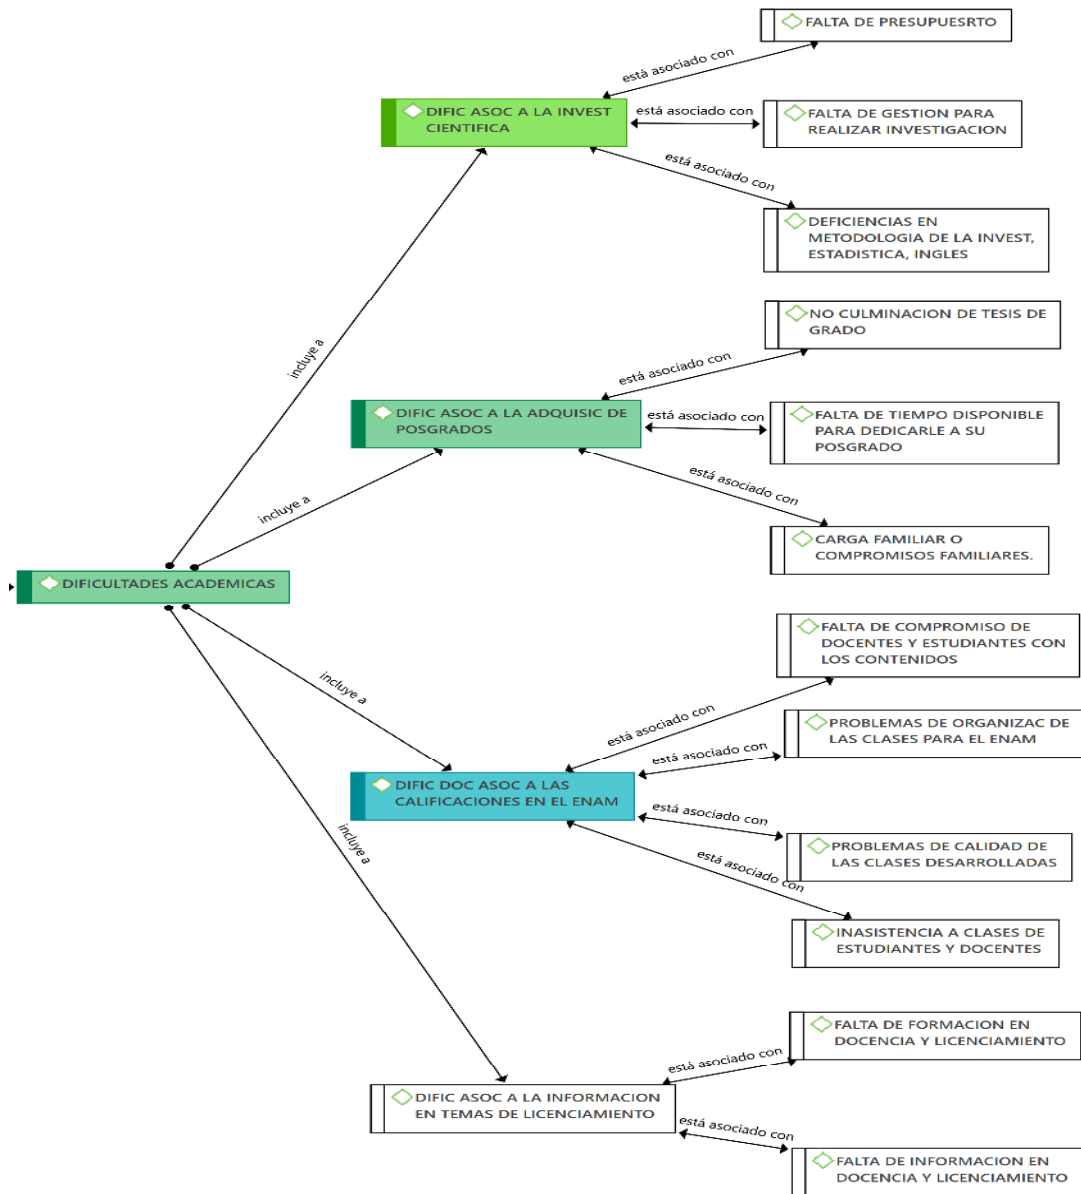 FALTA DE PRESUPUESRTO
está asociado con
DIFIC ASOC A LA INVEST
CIENTIFICA
está asociado con
FALTA DE GESTION PARA
REALIZAR INVESTIGACION
está asociado con
DEFICIENCIAS EN
METODOLOGIA DE LA INVEST,
ESTADISTICA, INGLES
incluye a
NO CULMINACION DE TESIS DE
GRADO
está asociado con
DIFIC ASOC A LA ADQUISIC DE
POSGRADOS
está asociado con
FALTA DE TIEMPO DISPONIBLE
PARA DEDICARLE A SU
POSGRADO
está asociado con
incluye a
CARGA FAMILIAR O
COMPROMISOS FAMILIARES.
DIFICULTADES ACADEMICAS
FALTA DE COMPROMISO DE
DOCENTES Y ESTUDIANTES CON
LOS CONTENIDOS
incluye a
está asociado con
PROBLEMAS DE ORGANIZAC DE
LAS CLASES PARA EL ENAM
está asociado con
DIFIC DOC ASOC A LAS
CALIFICACIONES EN EL ENAM
está asociado con
PROBLEMAS DE CALIDAD DE
LAS CLASES DESARROLLADAS
está asociado con
incluye a
INASISTENCIA A CLASES DE
ESTUDIANTES Y DOCENTES
FALTA DE FORMACION EN
DOCENCIA Y LICENCIAMIENTO
está asociado con
DIFIC ASOC A LA INFORMACION
EN TEMAS DE LICENCIAMIENTO
está asociado con
FALTA DE INFORMACION EN
DOCENCIA Y LICENCIAMIENTO